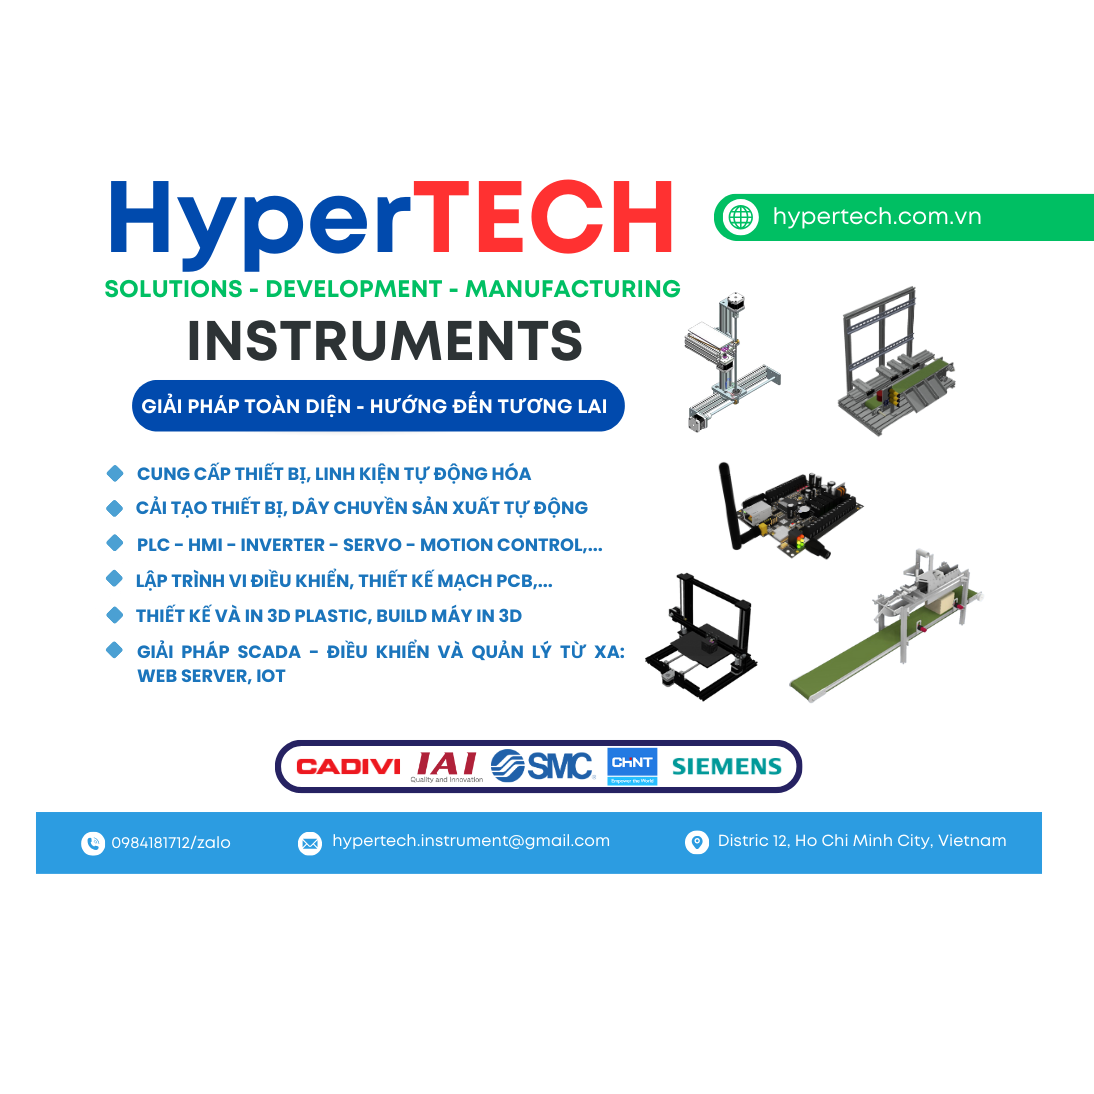 HyperTECH
hypertech.com.vn
SOLUTIONS - DEVELOPMENT - MANUFACTURING
INSTRUMENTS
GIẢI PHÁP TOÀN DIỆN - HƯỚNG ĐẾN TƯƠNG LAI
CUNG CẤP THIẾT BỊ, LINH KIỆN TỰ ĐỘNG HÓA
CẢI TẠO THIẾT BỊ, DÂY CHUYỀN SẢN XUẤT TỰ ĐỘNG
PLC - HMI - INVERTER - SERVO - MOTION CONTROL,...
LẬP TRÌNH VI ĐIỀU KHIỂN, THIẾT KẾ MẠCH PCB,...
THIẾT KẾ VÀ IN 3D PLASTIC, BUILD MÁY IN 3D
GIẢI PHÁP SCADA - ĐIỀU KHIỂN VÀ QUẢN LÝ TỪ XA:
WEB SERVER, IOT
CADIVI IAI SMC CHNT SIEMENS
Quality and Innovation
Empower the World
0984181712/zalo
hypertech.instrument@gmail.com
Distric 12, Ho Chi Minh City, Vietnam